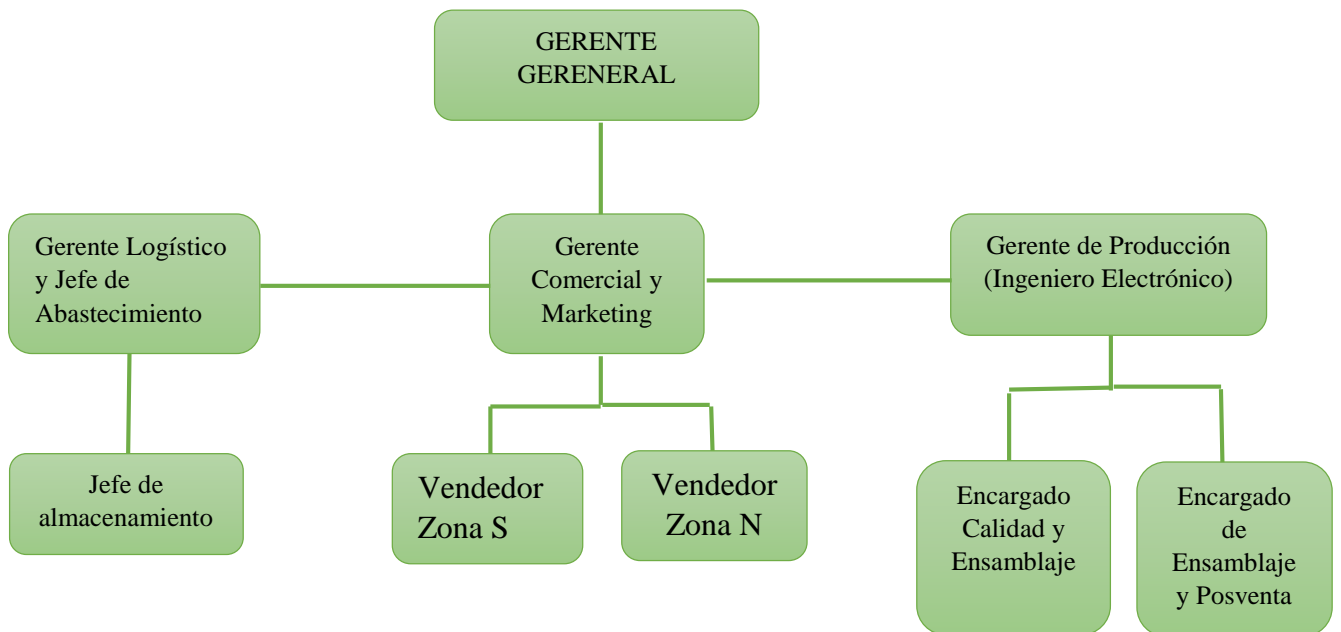 GERENTE
GERENERAL
Gerente Logístico
y Jefe de
Abastecimiento
Gerente
Comercial y
Marketing
Gerente de Producción
(Ingeniero Electrónico)
Jefe de
almacenamiento
Vendedor
Zona S
Vendedor
Zona N
Encargado
Calidad y
Ensamblaje
Encargado
de
Ensamblaje
y Posventa